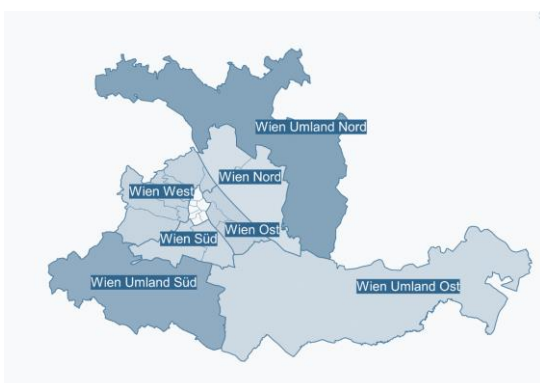 Wien Umland Nord
Wien Nord
Wien West
Wien Ost
Wien Süd
Wien Umland Süd
Wien Umland Ost